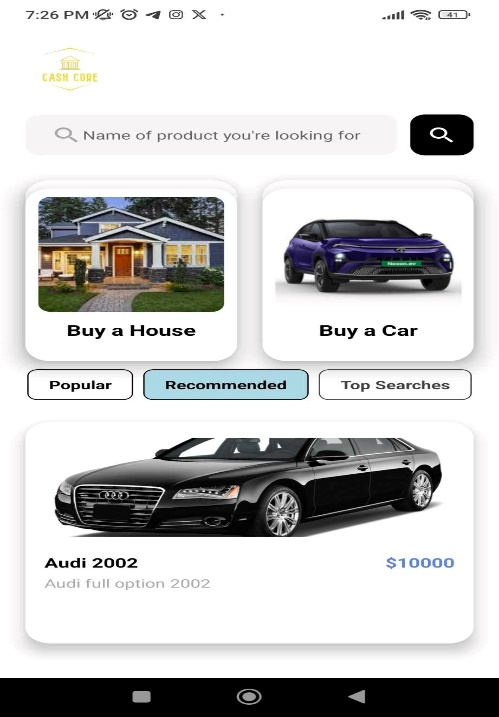 7:26 PM
41
CASH CORE
Name of product you're looking for
Buy a House
Buy a Car
Popular
Recommended
Top Searches
Audi 2002
$10000
Audi full option 2002